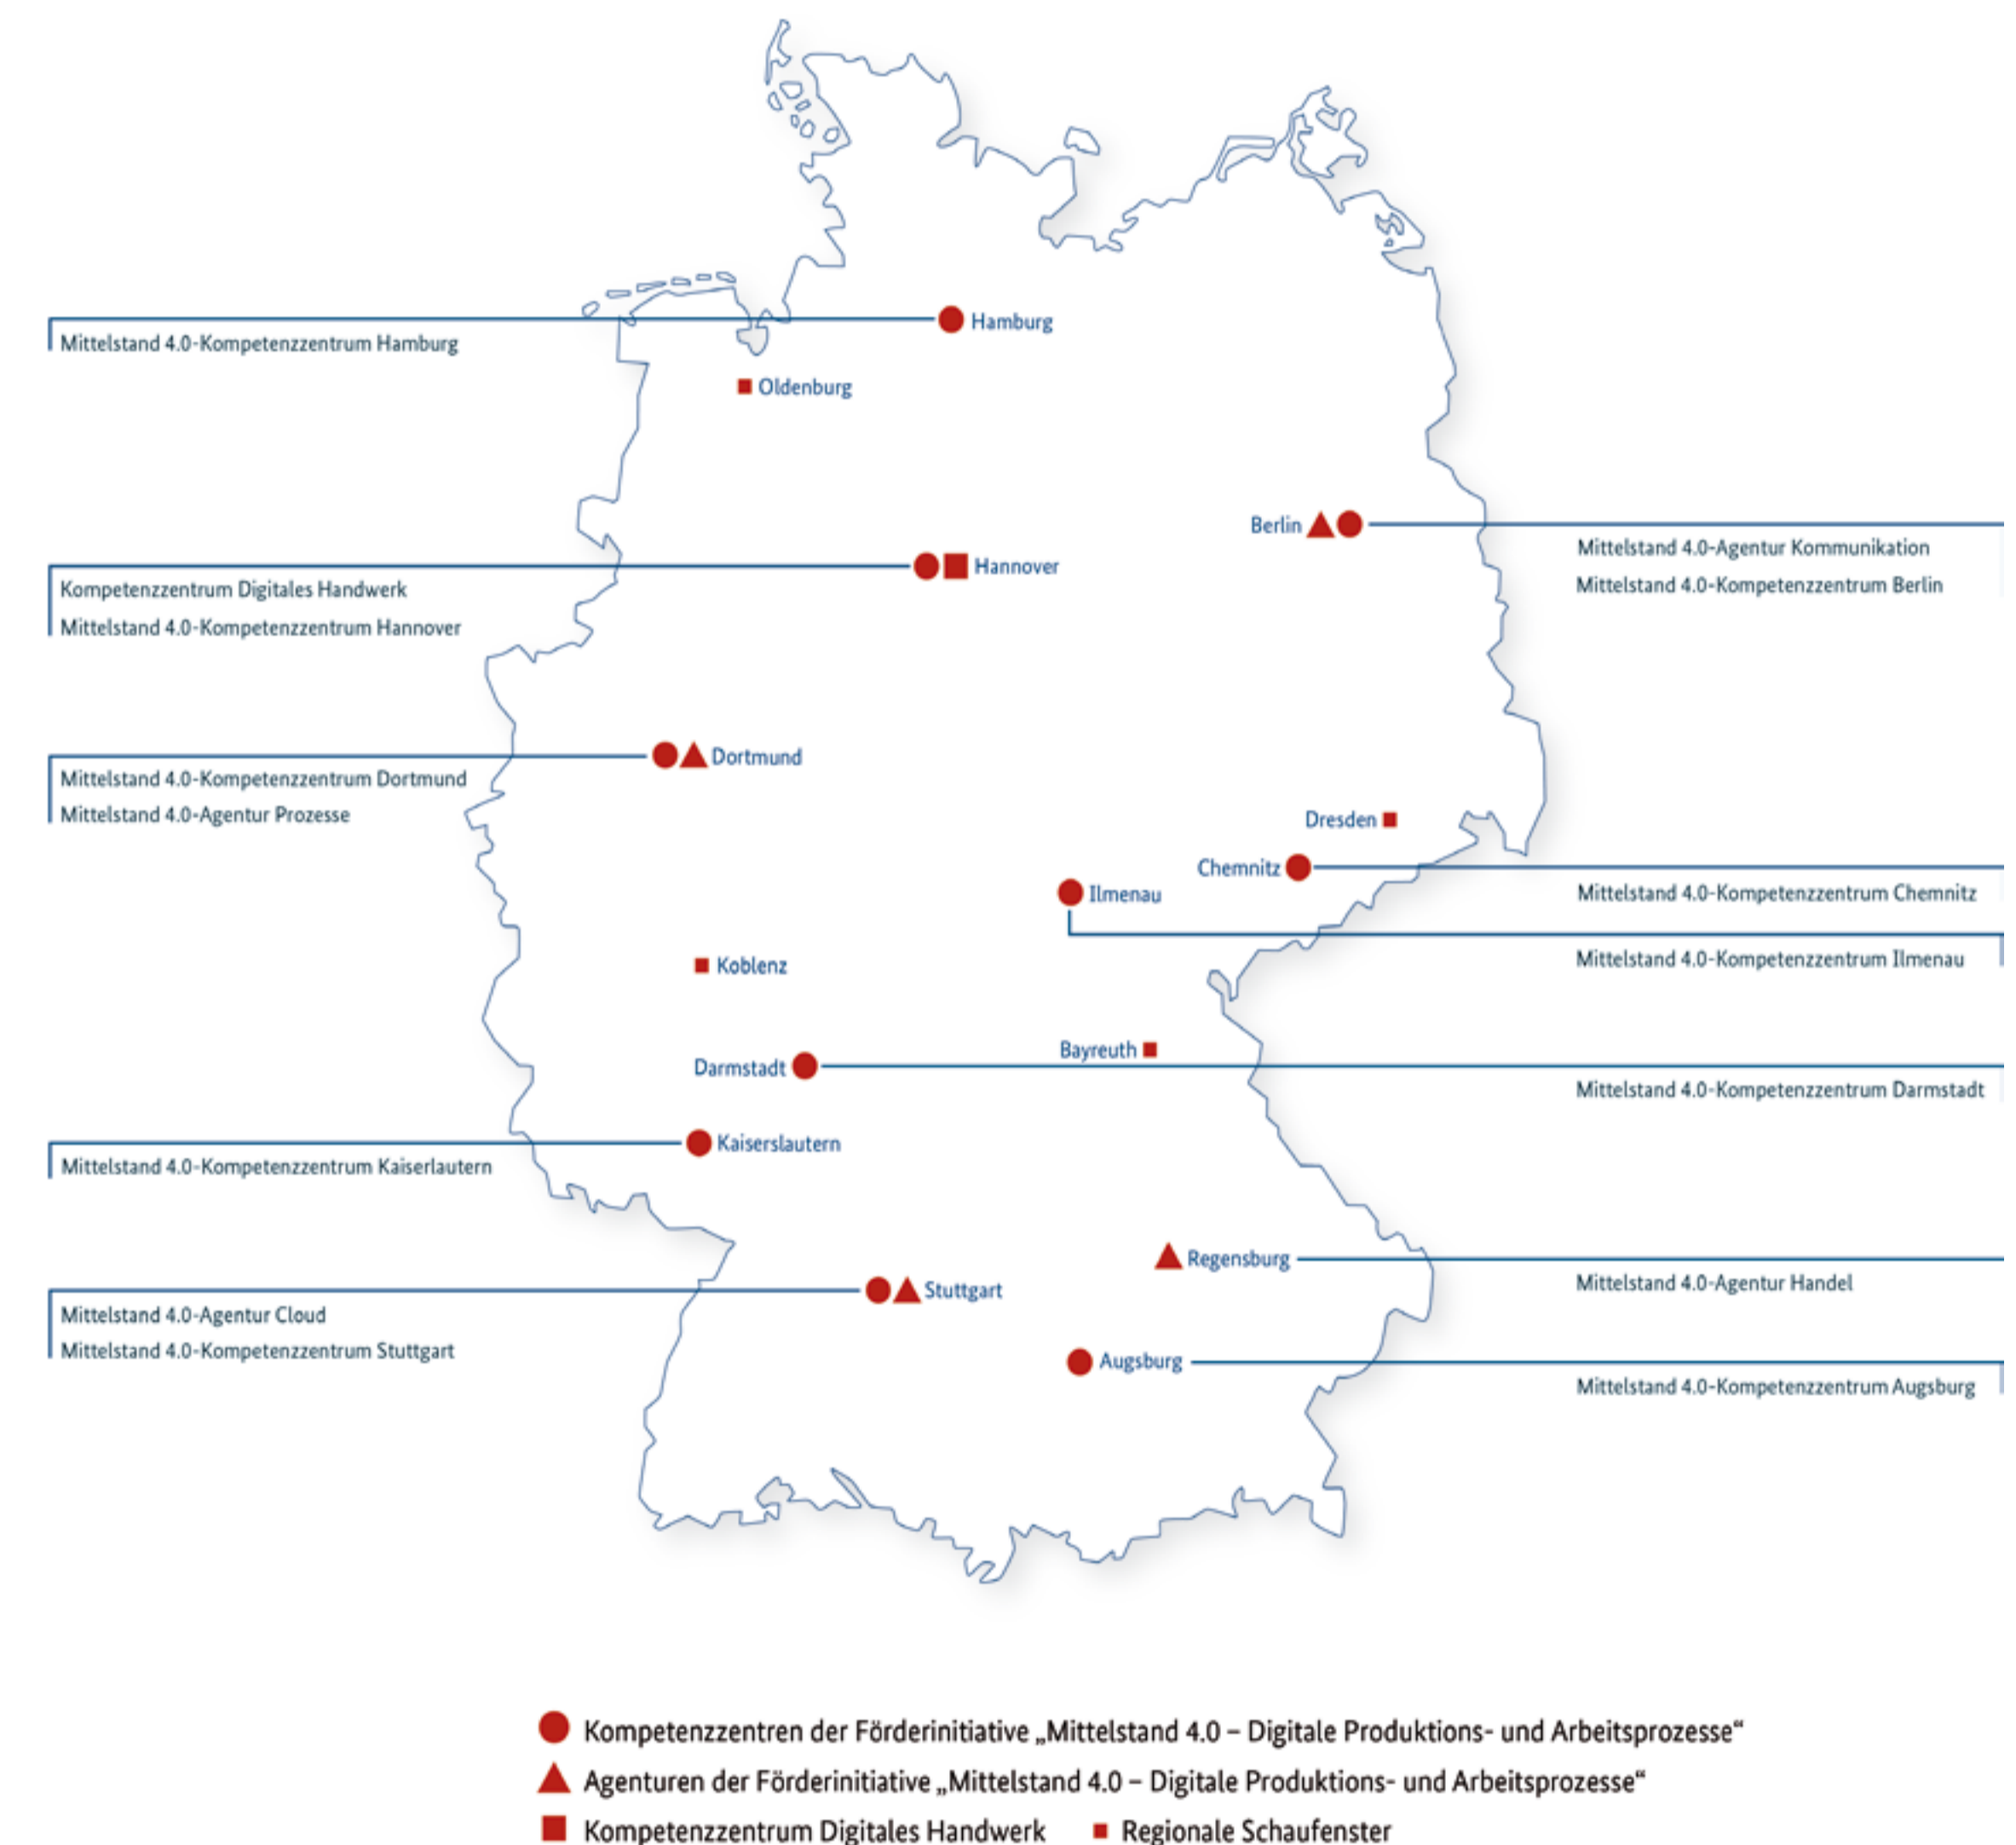 Hamburg
Mittelstand 4.0-Kompetenzzentrum Hamburg
Oldenburg
Berlin
Mittelstand 4.0-Agentur Kommunikation
Mittelstand 4.0-Kompetenzzentrum Berlin
Hannover
Kompetenzzentrum Digitales Handwerk
Mittelstand 4.0-Kompetenzzentrum Hannover
Dortmund
Mittelstand 4.0-Kompetenzzentrum Dortmund
Mittelstand 4.0-Agentur Prozesse
Dresden
Chemnitz
Mittelstand 4.0-Kompetenzzentrum Chemnitz
Ilmenau
Mittelstand 4.0-Kompetenzzentrum Ilmenau
Koblenz
Bayreuth
Darmstadt
Mittelstand 4.0-Kompetenzzentrum Darmstadt
Kaiserslautern
Mittelstand 4.0-Kompetenzzentrum Kaiserlautern
Regensburg
Mittelstand 4.0-Agentur Handel
Stuttgart
Mittelstand 4.0-Agentur Cloud
Mittelstand 4.0-Kompetenzzentrum Stuttgart
Augsburg
Mittelstand 4.0-Kompetenzzentrum Augsburg
Kompetenzzentren der Förderinitiative „Mittelstand 4.0 – Digitale Produktions- und Arbeitsprozesse“
Agenturen der Förderinitiative „Mittelstand 4.0 – Digitale Produktions- und Arbeitsprozesse“
Kompetenzzentrum Digitales Handwerk Regionale Schaufenster